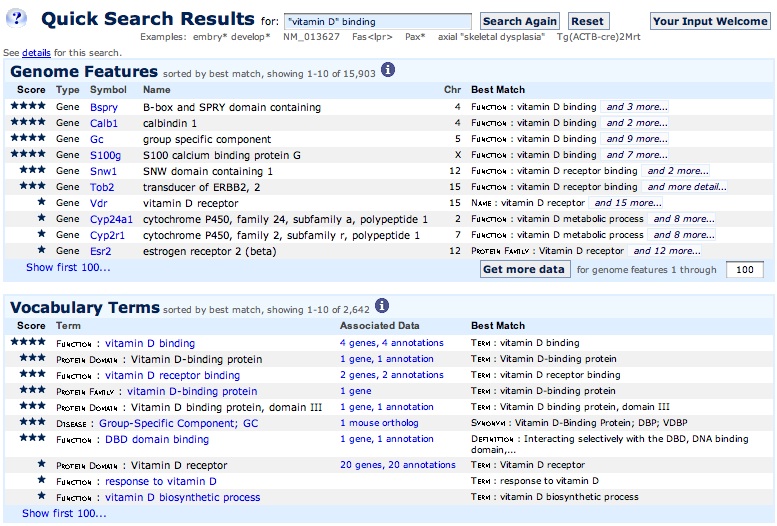 ? Quick Search Results for: "vitamin D" binding Search Again Reset Your Input Welcome
Examples: embry* develop* NM_013627 Fas<lpr> Pax* axial "skeletal dysplasia" Tg(ACTB-cre)2Mrt
See details for this search.
Genome Features sorted by best match, showing 1-10 of 15,903 i
Score Type Symbol Name Chr Best Match
★★★★ Gene Bspry B-box and SPRY domain containing 4 Function : vitamin D binding and 3 more...
★★★★ Gene Calb1 calbindin 1 4 Function : vitamin D binding and 2 more...
★★★★ Gene Gc group specific component 5 Function : vitamin D binding and 9 more...
★★★★ Gene S100g S100 calcium binding protein G X Function : vitamin D binding and 7 more...
★★★ Gene Snw1 SNW domain containing 1 12 Function : vitamin D receptor binding and 2 more...
★★★ Gene Tob2 transducer of ERBB2, 2 15 Function : vitamin D receptor binding and more detail...
★ Gene Vdr vitamin D receptor 15 Name : vitamin D receptor and 15 more...
★ Gene Cyp24a1 cytochrome P450, family 24, subfamily a, polypeptide 1 2 Function : vitamin D metabolic process and 8 more...
★ Gene Cyp2r1 cytochrome P450, family 2, subfamily r, polypeptide 1 7 Function : vitamin D metabolic process and 8 more...
★ Gene Esr2 estrogen receptor 2 (beta) 12 Protein Family : Vitamin D receptor and 12 more...
Show first 100... Get more data for genome features 1 through 100
Vocabulary Terms sorted by best match, showing 1-10 of 2,642 i
Score Term Associated Data Best Match
★★★★ Function : vitamin D binding 4 genes, 4 annotations Term : vitamin D binding
★★★ Protein Domain : Vitamin D-binding protein 1 gene, 1 annotation Term : Vitamin D-binding protein
★★★ Function : vitamin D receptor binding 2 genes, 2 annotations Term : vitamin D receptor binding
★★★ Protein Family : vitamin D-binding protein 1 gene Term : vitamin D-binding protein
★★★ Protein Domain : Vitamin D binding protein, domain III 1 gene, 1 annotation Term : Vitamin D binding protein, domain III
★★★ Disease : Group-Specific Component; GC 1 mouse ortholog Synonym : Vitamin D-Binding Protein; DBP; VDBP
★★★ Function : DBD domain binding 1 gene, 1 annotation Definition : Interacting selectively with the DBD, DNA binding
domain,...
★ Protein Domain : Vitamin D receptor 20 genes, 20 annotations Term : Vitamin D receptor
★ Function : response to vitamin D Term : response to vitamin D
★ Function : vitamin D biosynthetic process Term : vitamin D biosynthetic process
Show first 100...